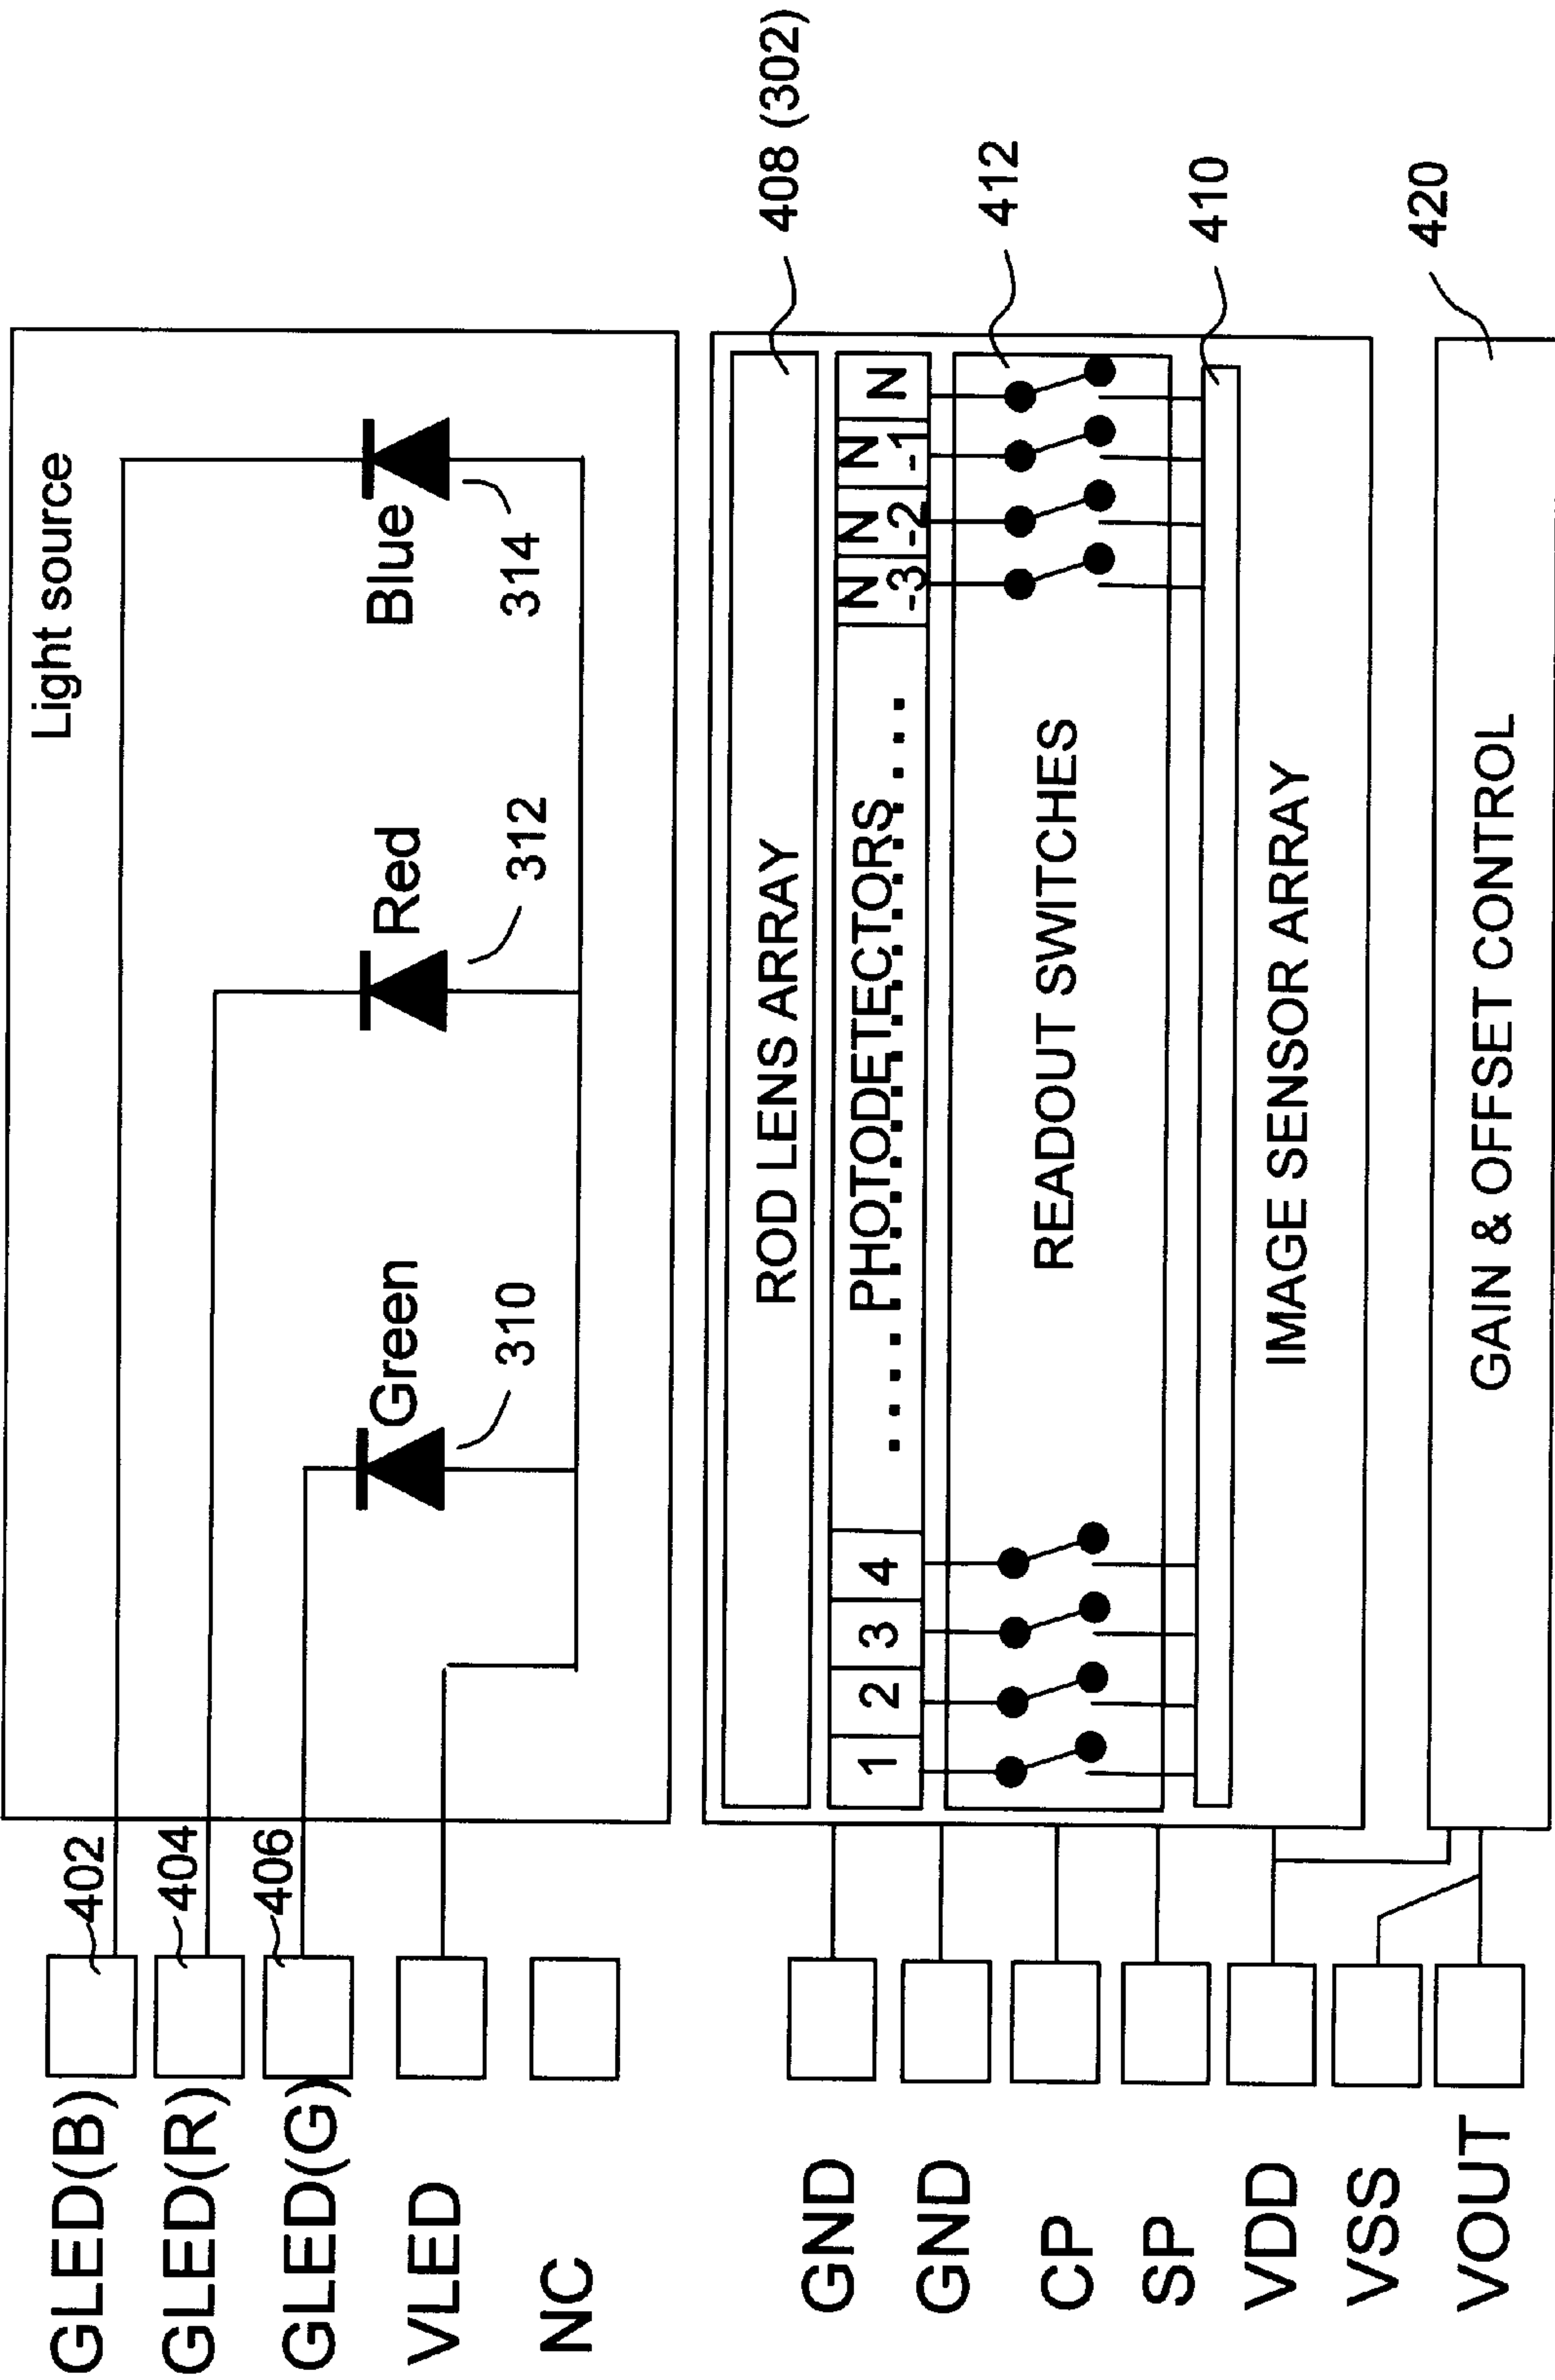 Light source
GLED(B)
402
GLED(R)
404
GLED(G)
406
VLED
NC
Green
310
Red
312
Blue
314
408 (302)
ROD LENS ARRAY
1 2 3 4 PHOTODETECTORS N-3 N-2 N-1 N
412
READOUT SWITCHES
410
IMAGE SENSOR ARRAY
420
GAIN & OFFSET CONTROL
GND
GND
CP
SP
VDD
VSS
VOUT